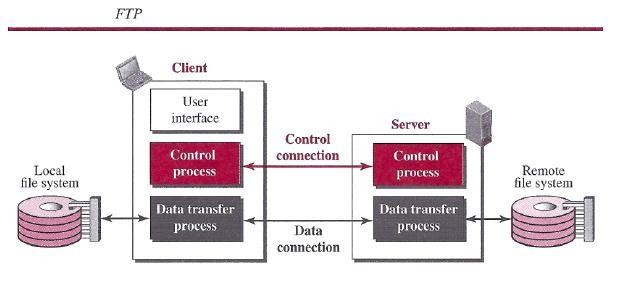 FTP
Client
User
interface
Control
process
Data transfer
process
Control
connection
Data
connection
Server
Control
process
Data transfer
process
Local
file system
Remote
file system